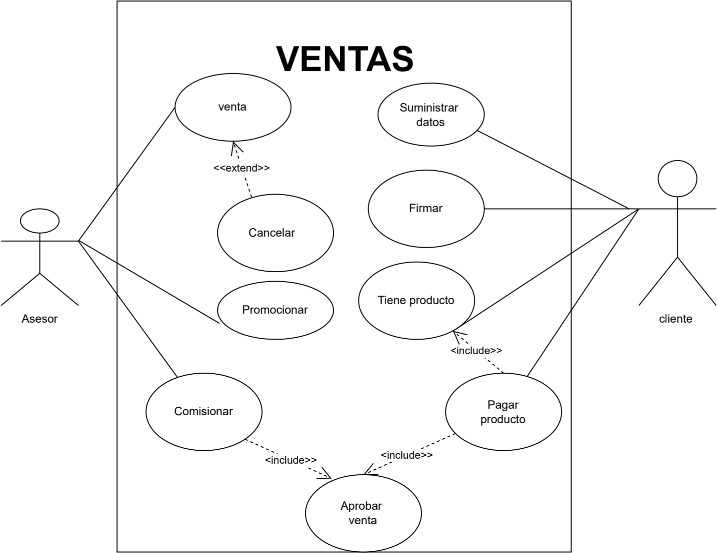 VENTAS
venta
Suministrar
datos
<<extend>>
Cancelar
Firmar
Asesor
cliente
Promocionar
Tiene producto
<include>>
Comisionar
Pagar
producto
<include>>
<include>>
Aprobar
venta